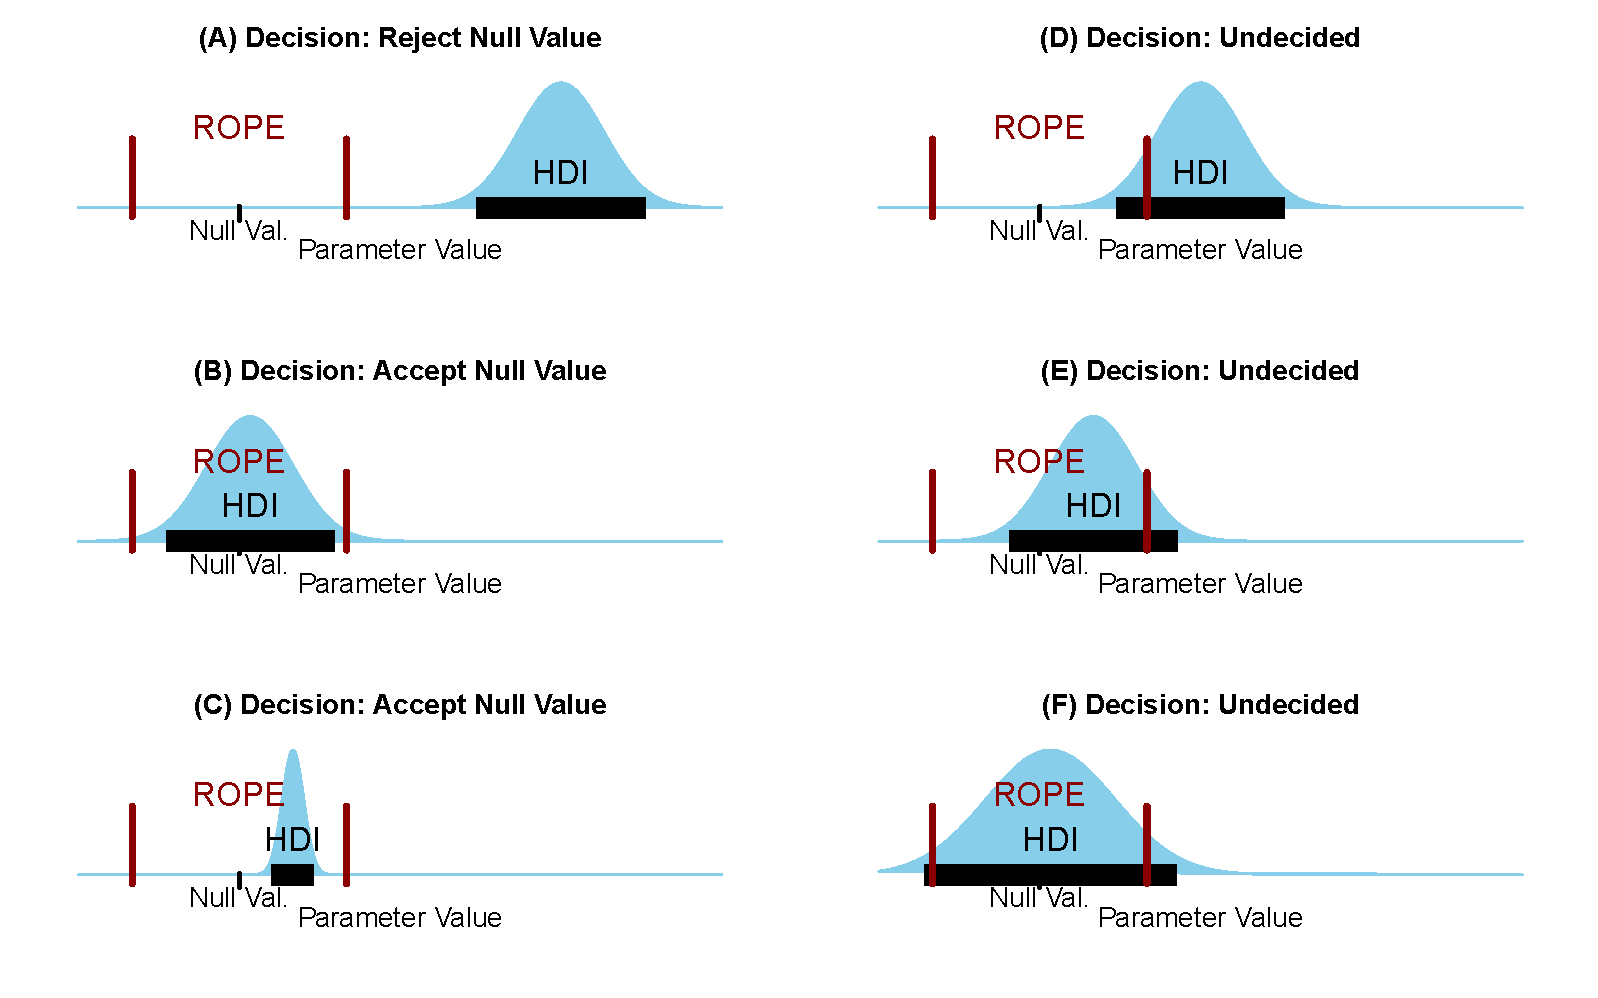 (A) Decision: Reject Null Value
ROPE
HDI
Null Val.
Parameter Value
(B) Decision: Accept Null Value
ROPE
HDI
Null Val.
Parameter Value
(C) Decision: Accept Null Value
ROPE
HDI
Null Val.
Parameter Value
(D) Decision: Undecided
ROPE
HDI
Null Val.
Parameter Value
(E) Decision: Undecided
ROPE
HDI
Null Val.
Parameter Value
(F) Decision: Undecided
ROPE
HDI
Null Val.
Parameter Value